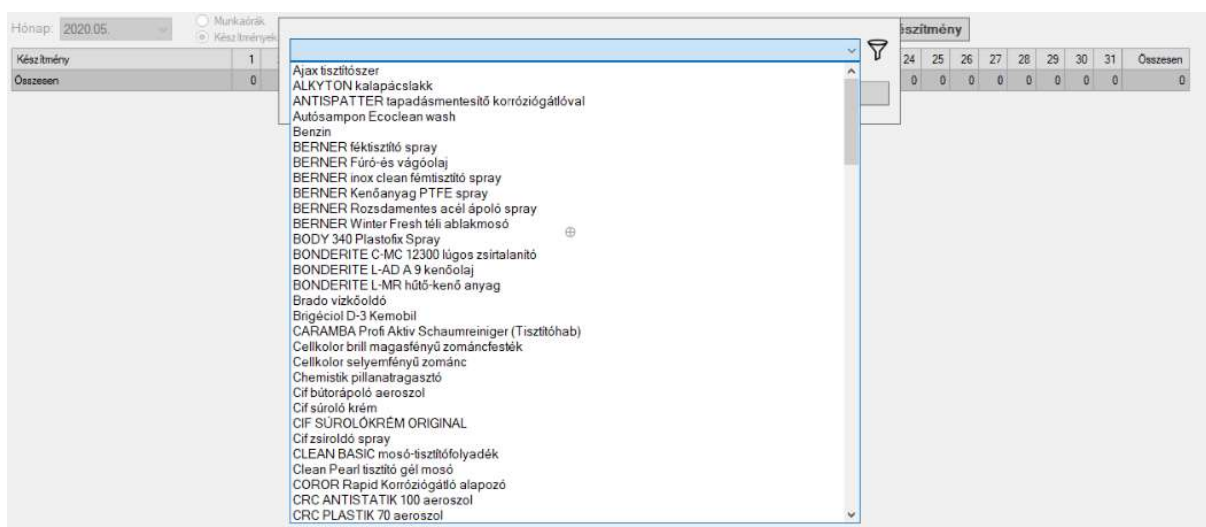 Hónap: 2020.05.
Munkaórák
Készítmények
észítmény
Készítmény 1 24 25 26 27 28 29 30 31 Összesen
Összesen 0 0 0 0 0 0 0 0 0 0
Ajax tisztítószer
ALKYTON kalapácslakk
ANTISPATTER tapadásmentesítő korróziógátlóval
Autósampon Ecoclean wash
Benzin
BERNER féktisztító spray
BERNER Fúró-és vágóolaj
BERNER inox clean fémtisztító spray
BERNER Kenőanyag PTFE spray
BERNER Rozsdamentes acél ápoló spray
BERNER Winter Fresh téli ablakmosó
BODY 340 Plastofix Spray
BONDERITE C-MC 12300 lúgos zsírtalanító
BONDERITE L-AD A 9 kenőolaj
BONDERITE L-MR hűtő-kenő anyag
Brado vízkőoldó
Brigéciol D-3 Kemobil
CARAMBA Profi Aktiv Schaumreiniger (Tisztítóhab)
Cellkolor brill magasfényű zománcfesték
Cellkolor selyemfényű zománc
Chemistik pillanatragasztó
Cif bútorápoló aeroszol
Cif súroló krém
CIF SÚROLÓKRÉM ORIGINAL
Cif zsíroldó spray
CLEAN BASIC mosó-tisztítófolyadék
Clean Pearl tisztító gél mosó
COROR Rapid Korróziógátló alapozó
CRC ANTISTATIK 100 aeroszol
CRC PLASTIK 70 aeroszol